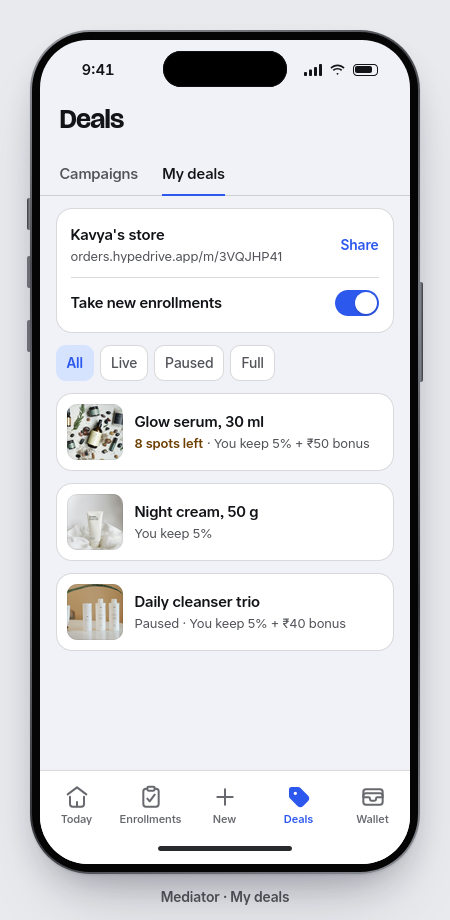 9:41
Deals
Campaigns My deals
Kavya's store
orders.hypedrive.app/m/3VQJHP41
Share
Take new enrollments
All Live Paused Full
Glow serum, 30 ml
8 spots left · You keep 5% + ₹50 bonus
Night cream, 50 g
You keep 5%
Daily cleanser trio
Paused · You keep 5% + ₹40 bonus
Today Enrollments New Deals Wallet
Mediator · My deals